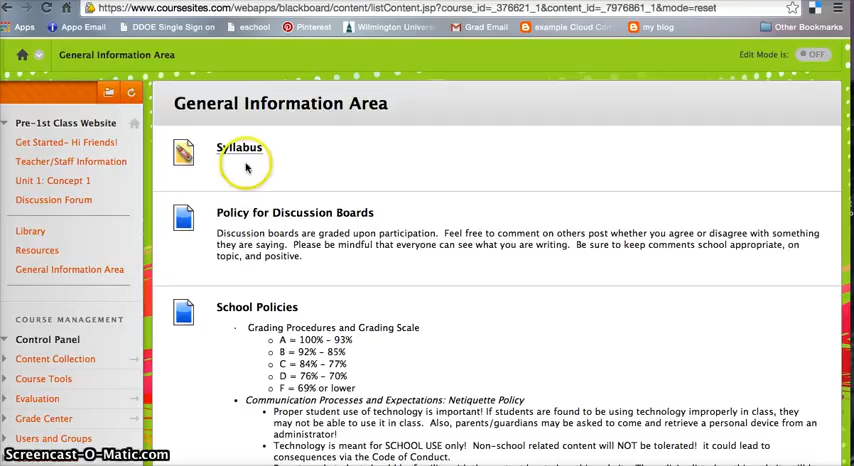 https://www.coursesites.com/webapps/blackboard/content/listContent.jsp?course_id=_376621_1&content_id=_7976861_1&mode=reset
Apps Apple DDOE Single Sign on eschool Pinterest Wilmington Univers... Grad Email example Cloud Com my blog Other Bookmarks
General Information Area
Edit Mode is: OFF
General Information Area
Pre-1st Class Website
Get Started- Hi Friends!
Teacher/Staff Information
Unit 1: Concept 1
Discussion Forum
Library
Resources
General Information Area
COURSE MANAGEMENT
Control Panel
Content Collection
Course Tools
Evaluation
Grade Center
Users and Groups
Syllabus
Policy for Discussion Boards
Discussion boards are graded upon participation. Feel free to comment on others post whether you agree or disagree with something
they are saying. Please be mindful that everyone can see what you are writing. Be sure to keep comments school appropriate, on
topic, and positive.
School Policies
· Grading Procedures and Grading Scale
o A = 100% - 93%
o B = 92% - 85%
o C = 84% - 77%
o D = 76% - 70%
o F = 69% or lower
• Communication Processes and Expectations: Netiquette Policy
• Proper student use of technology is important! If students are found to be using technology improperly in class, they
may not be able to use it in class. Also, parents/guardians may be asked to come and retrieve a personal device from an
administrator!
• Technology is meant for SCHOOL USE only! Non-school related content will NOT be tolerated! it could lead to
consequences via the Code of Conduct.
Screencast-O-Matic.com